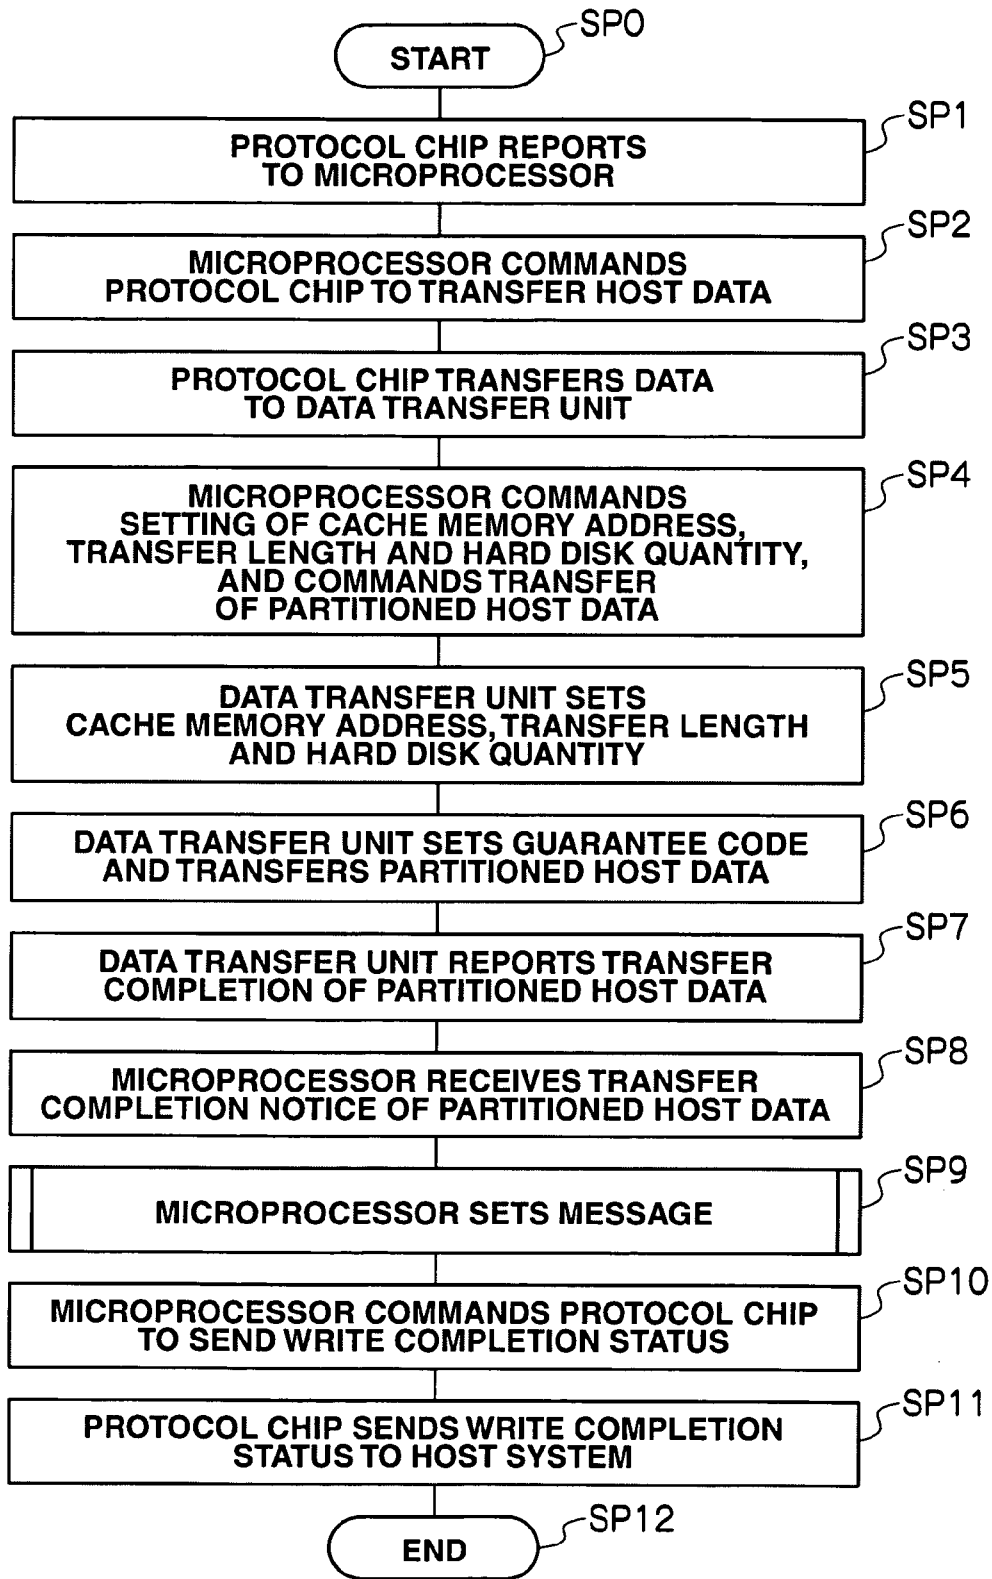 SP0
START
SP1
PROTOCOL CHIP REPORTS
TO MICROPROCESSOR
SP2
MICROPROCESSOR COMMANDS
PROTOCOL CHIP TO TRANSFER HOST DATA
SP3
PROTOCOL CHIP TRANSFERS DATA
TO DATA TRANSFER UNIT
SP4
MICROPROCESSOR COMMANDS
SETTING OF CACHE MEMORY ADDRESS,
TRANSFER LENGTH AND HARD DISK QUANTITY,
AND COMMANDS TRANSFER
OF PARTITIONED HOST DATA
SP5
DATA TRANSFER UNIT SETS
CACHE MEMORY ADDRESS, TRANSFER LENGTH
AND HARD DISK QUANTITY
SP6
DATA TRANSFER UNIT SETS GUARANTEE CODE
AND TRANSFERS PARTITIONED HOST DATA
SP7
DATA TRANSFER UNIT REPORTS TRANSFER
COMPLETION OF PARTITIONED HOST DATA
SP8
MICROPROCESSOR RECEIVES TRANSFER
COMPLETION NOTICE OF PARTITIONED HOST DATA
SP9
MICROPROCESSOR SETS MESSAGE
SP10
MICROPROCESSOR COMMANDS PROTOCOL CHIP
TO SEND WRITE COMPLETION STATUS
SP11
PROTOCOL CHIP SENDS WRITE COMPLETION
STATUS TO HOST SYSTEM
SP12
END